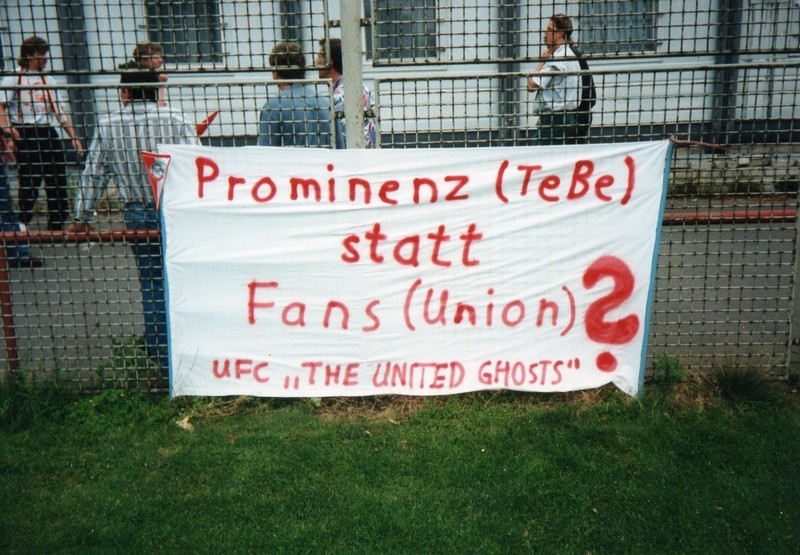 Prominenz (TeBe)
statt
Fans (Union) ?
UFC „THE UNITED GHOSTS“